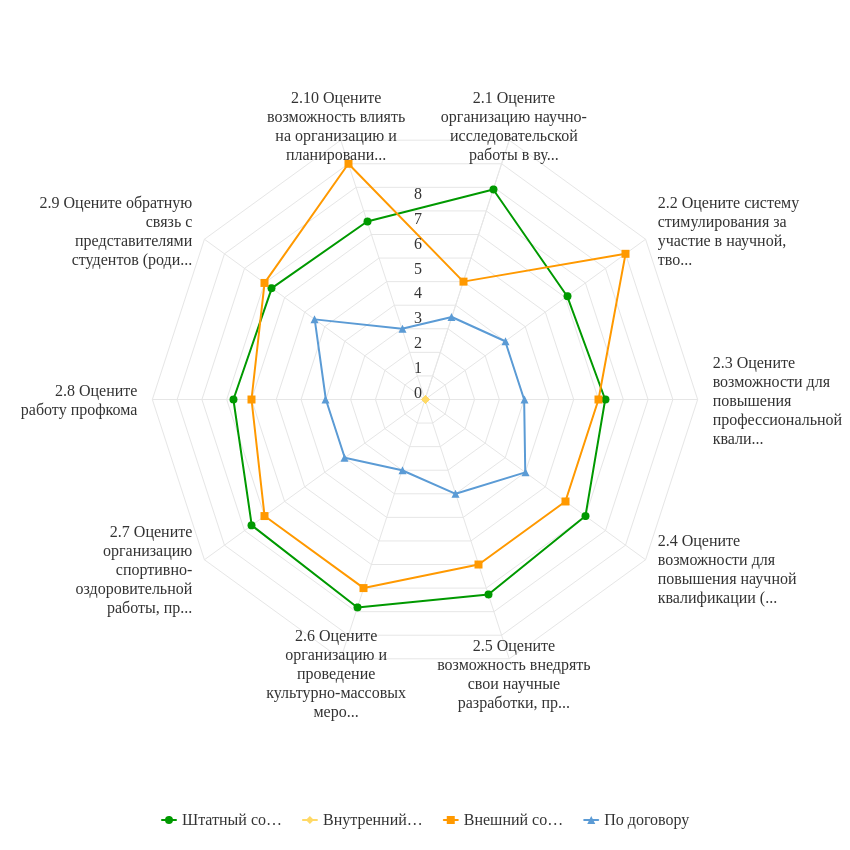 2.10 Оцените
возможность влиять
на организацию и
планировани...
2.1 Оцените
организацию научно-
исследовательской
работы в ву...
2.2 Оцените систему
стимулирования за
участие в научной,
тво...
2.3 Оцените
возможности для
повышения
профессиональной
квали...
2.4 Оцените
возможности для
повышения научной
квалификации (...
2.5 Оцените
возможность внедрять
свои научные
разработки, пр...
2.6 Оцените
организацию и
проведение
культурно-массовых
меро...
2.7 Оцените
организацию
спортивно-
оздоровительной
работы, пр...
2.8 Оцените
работу профкома
2.9 Оцените обратную
связь с
представителями
студентов (роди...
8
7
6
5
4
3
2
1
0
Штатный со…
Внутренний…
Внешний со…
По договору